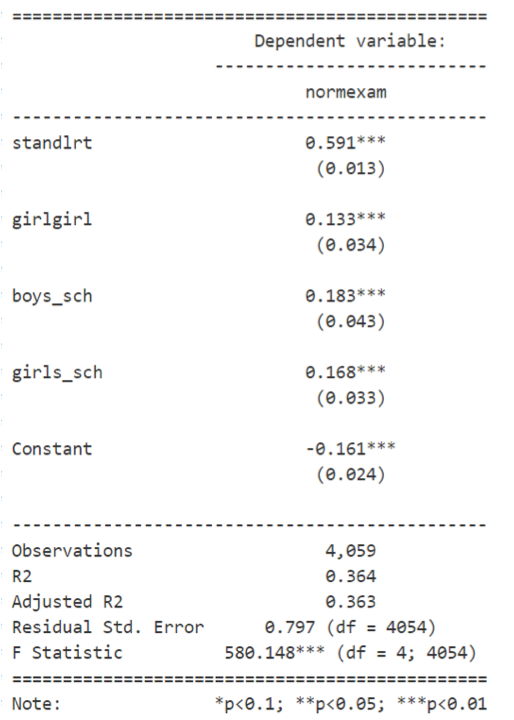 ===============================================
Dependent variable:
---------------------------
normexam
-----------------------------------------------
standlrt 0.591***
(0.013)
girlgirl 0.133***
(0.034)
boys_sch 0.183***
(0.043)
girls_sch 0.168***
(0.033)
Constant -0.161***
(0.024)
-----------------------------------------------
Observations 4,059
R2 0.364
Adjusted R2 0.363
Residual Std. Error 0.797 (df = 4054)
F Statistic 580.148*** (df = 4; 4054)
===============================================
Note: *p<0.1; **p<0.05; ***p<0.01